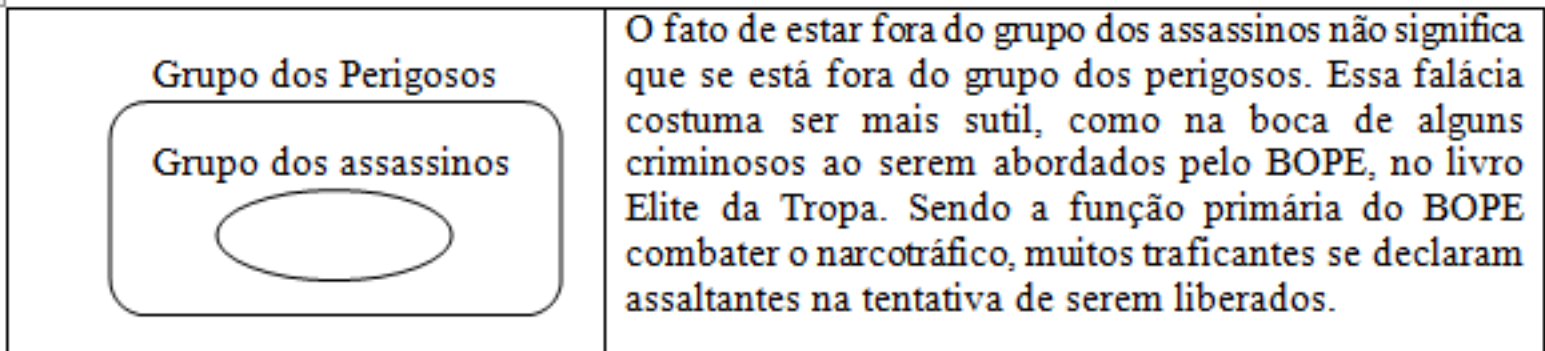 Grupo dos Perigosos
Grupo dos assassinos
O fato de estar fora do grupo dos assassinos não significa
que se está fora do grupo dos perigosos. Essa falácia
costuma ser mais sutil, como na boca de alguns
criminosos ao serem abordados pelo BOPE, no livro
Elite da Tropa. Sendo a função primária do BOPE
combater o narcotráfico, muitos traficantes se declaram
assaltantes na tentativa de serem liberados.